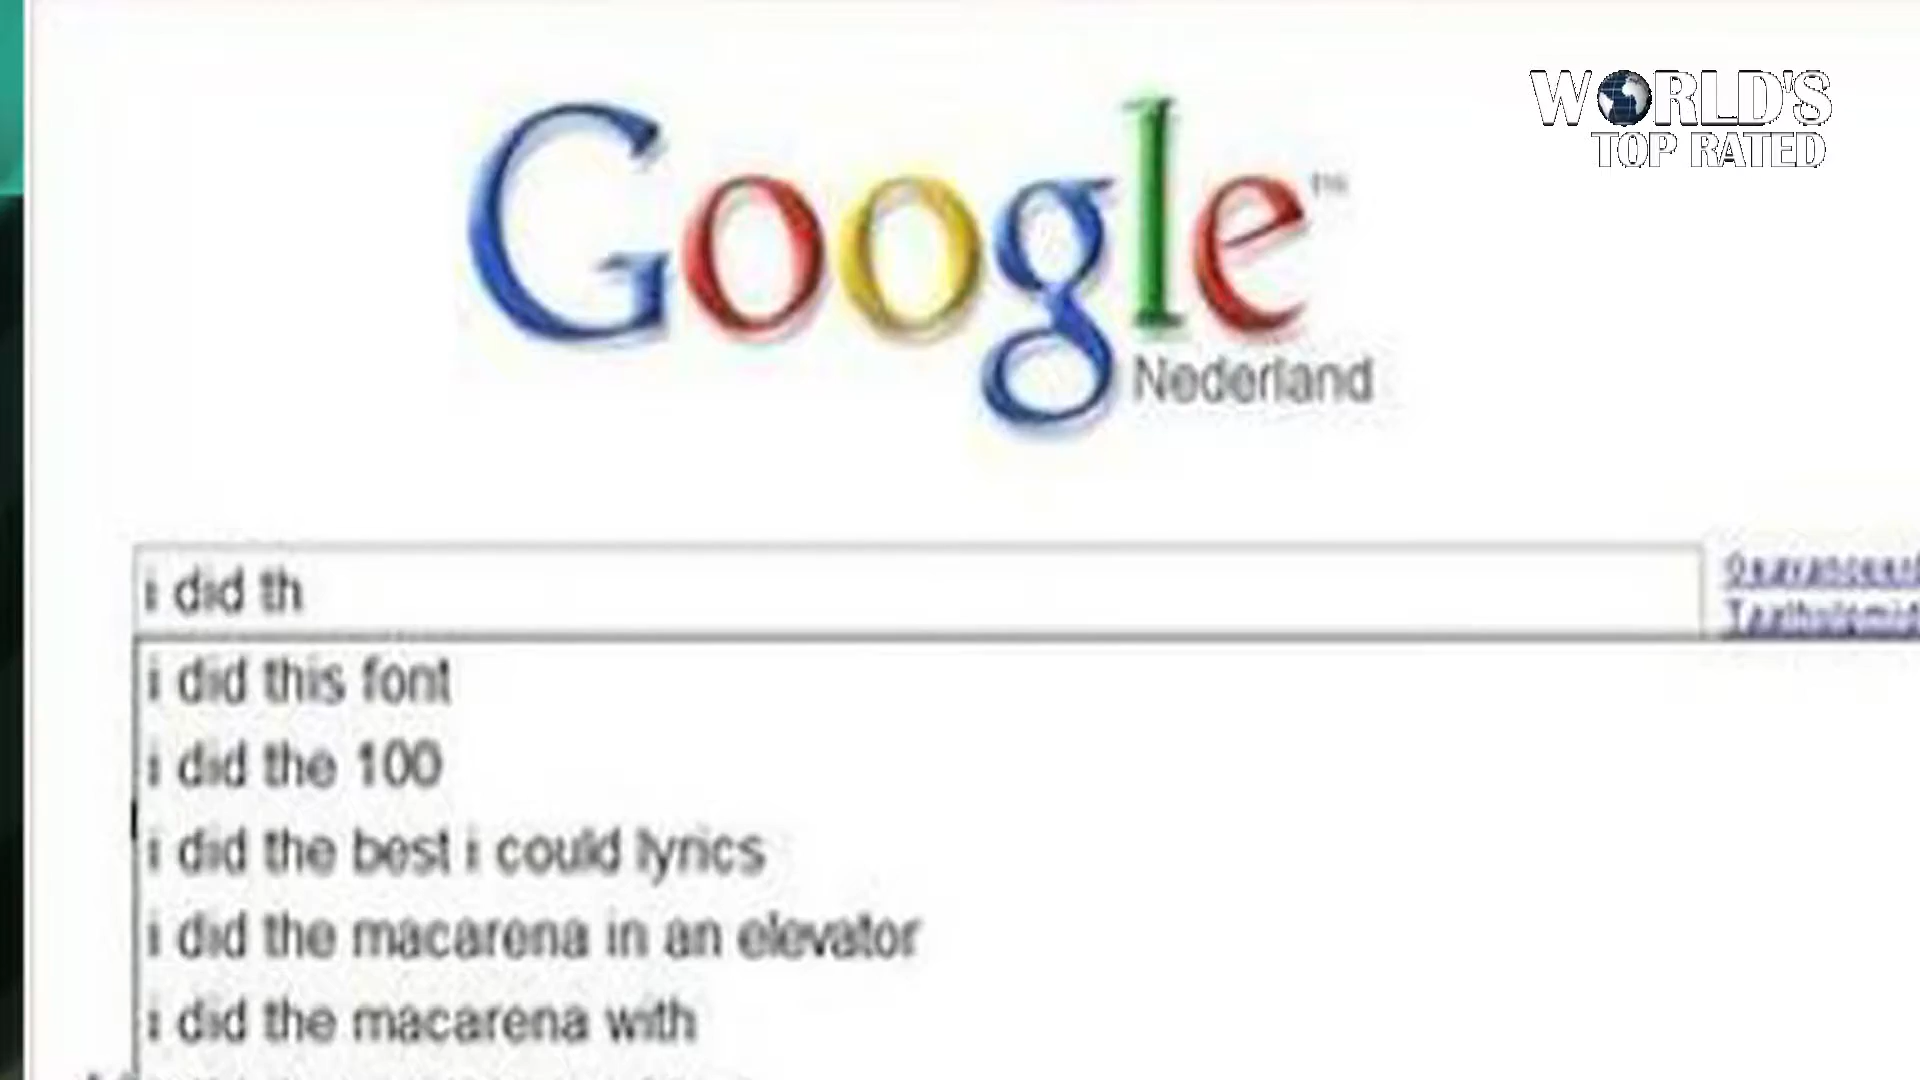 WORLD'S
TOP RATED
Google™
Nederland
i did th
i did this font
i did the 100
i did the best i could lyrics
i did the macarena in an elevator
i did the macarena with